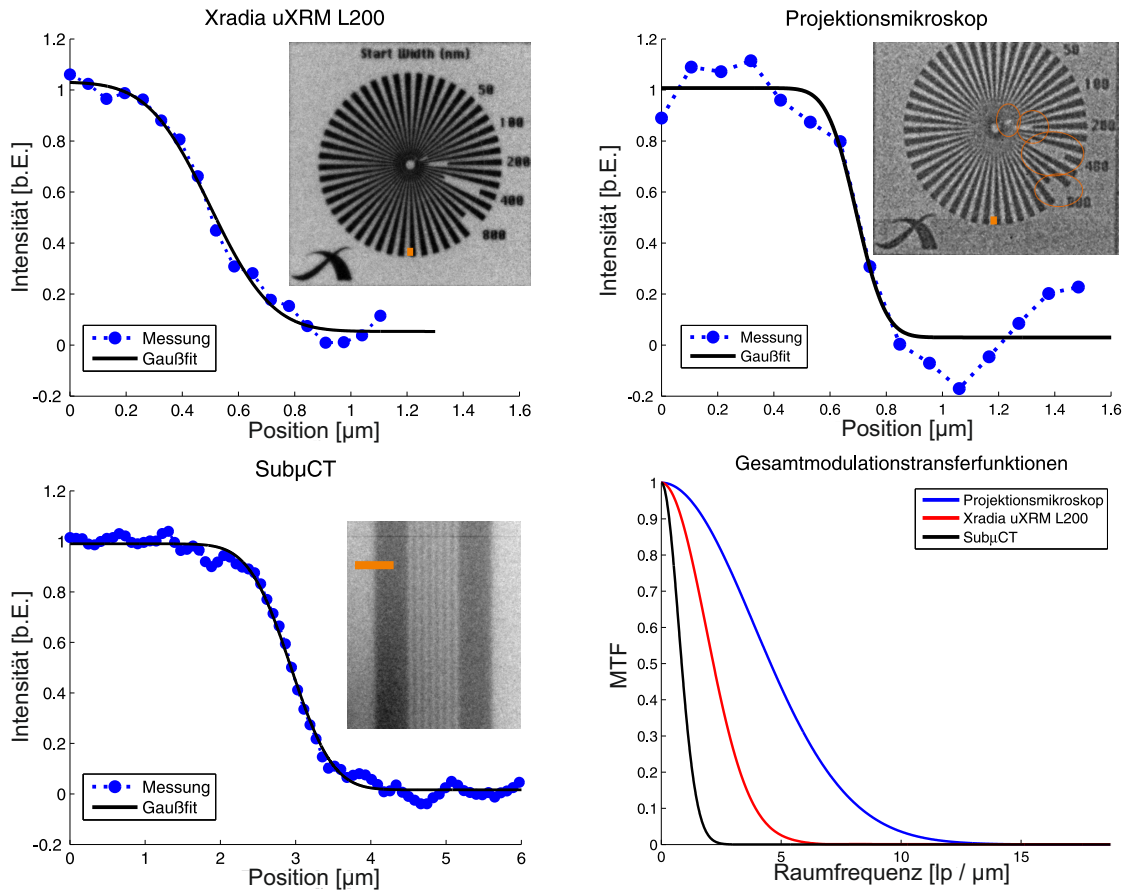 Xradia uXRM L200
1.2
1
0.8
0.6
0.4
0.2
0
-0.2
Intensität [b.E.]
Start Width (nm)
50
100
200
400
800
Messung
Gaußfit
0 0.2 0.4 0.6 0.8 1 1.2 1.4 1.6
Position [µm]
Projektionsmikroskop
1.2
1
0.8
0.6
0.4
0.2
0
-0.2
Intensität [b.E.]
50
100
200
400
800
Messung
Gaußfit
0 0.2 0.4 0.6 0.8 1 1.2 1.4 1.6
Position [µm]
SubµCT
1.2
1
0.8
0.6
0.4
0.2
0
-0.2
Intensität [b.E.]
Messung
Gaußfit
0 1 2 3 4 5 6
Position [µm]
Gesamtmodulationstransferfunktionen
1
0.9
0.8
0.7
0.6
0.5
0.4
0.3
0.2
0.1
0
MTF
Projektionsmikroskop
Xradia uXRM L200
SubµCT
0 5 10 15
Raumfrequenz [lp / µm]